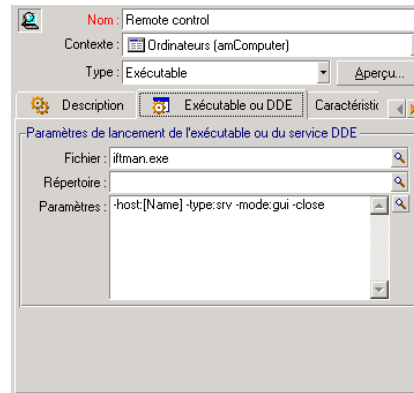 Nom : Remote control
Contexte : Ordinateurs (amComputer)
Type : Exécutable Aperçu...
Description Exécutable ou DDE Caractéristic
Paramètres de lancement de l'exécutable ou du service DDE
Fichier : iftman.exe
Répertoire :
Paramètres : -host:[Name] -type:srv -mode:gui -close